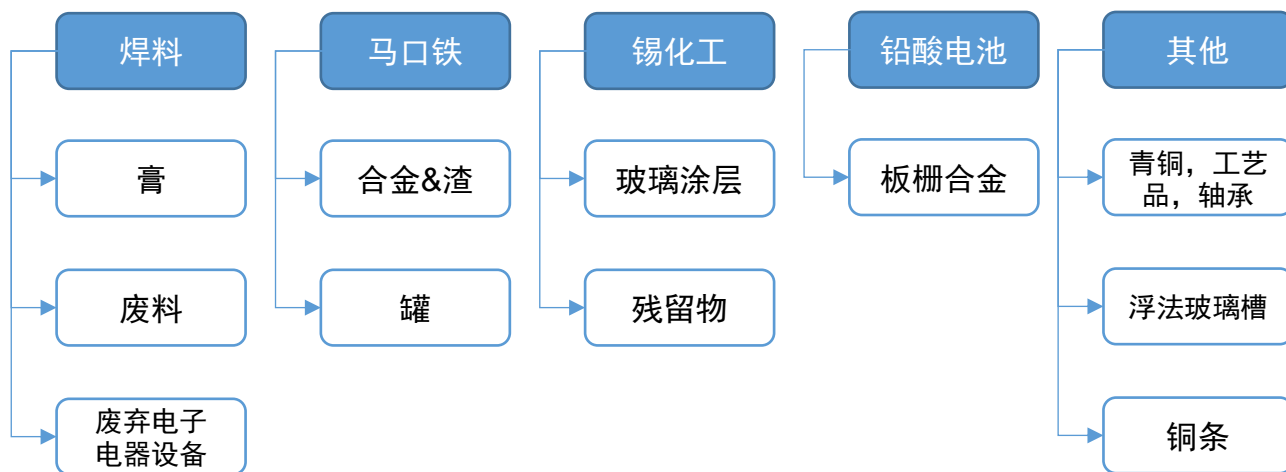 焊料
马口铁
锡化工
铅酸电池
其他
膏
合金&渣
玻璃涂层
板栅合金
青铜，工艺
品，轴承
废料
罐
残留物
浮法玻璃槽
废弃电子
电器设备
铜条